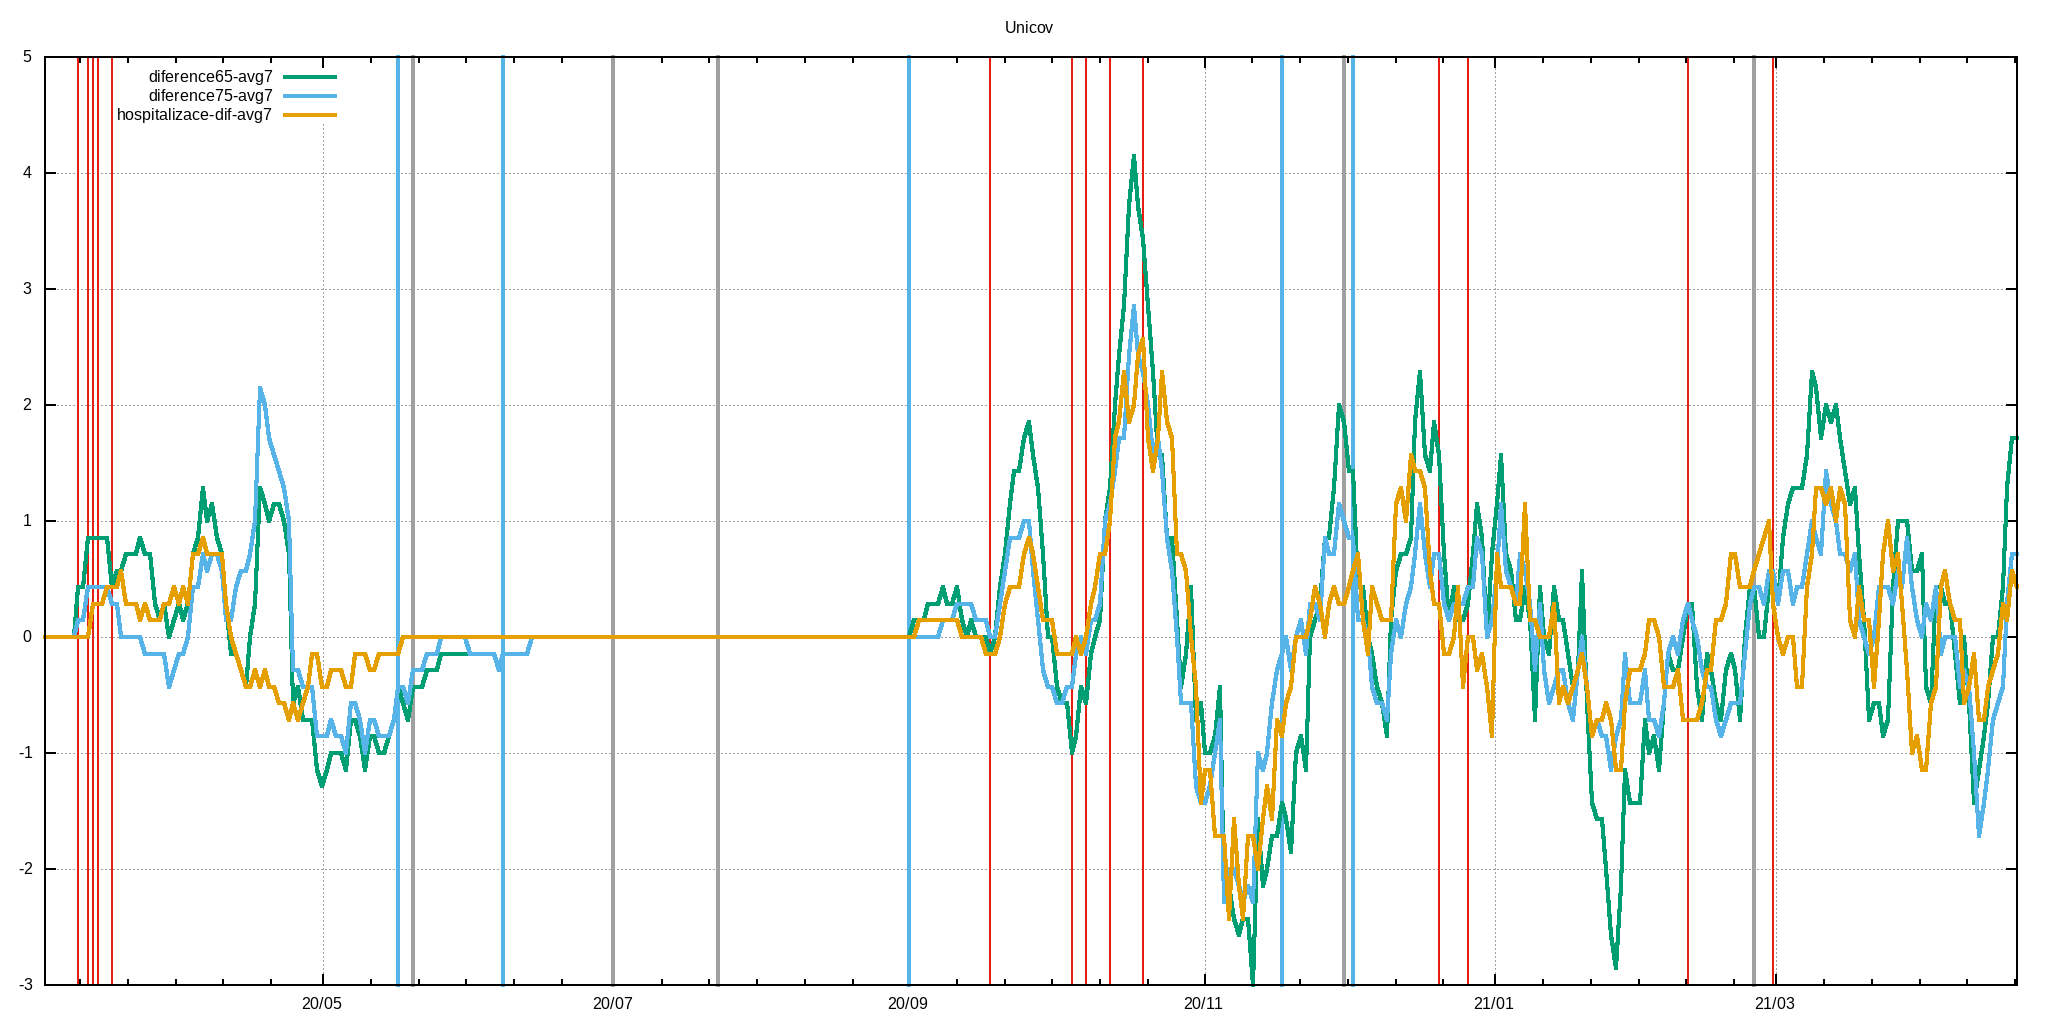 Unicov
5
diference65-avg7
diference75-avg7
hospitalizace-dif-avg7
4
3
2
1
0
-1
-2
-3
20/05 20/07 20/09 20/11 21/01 21/03